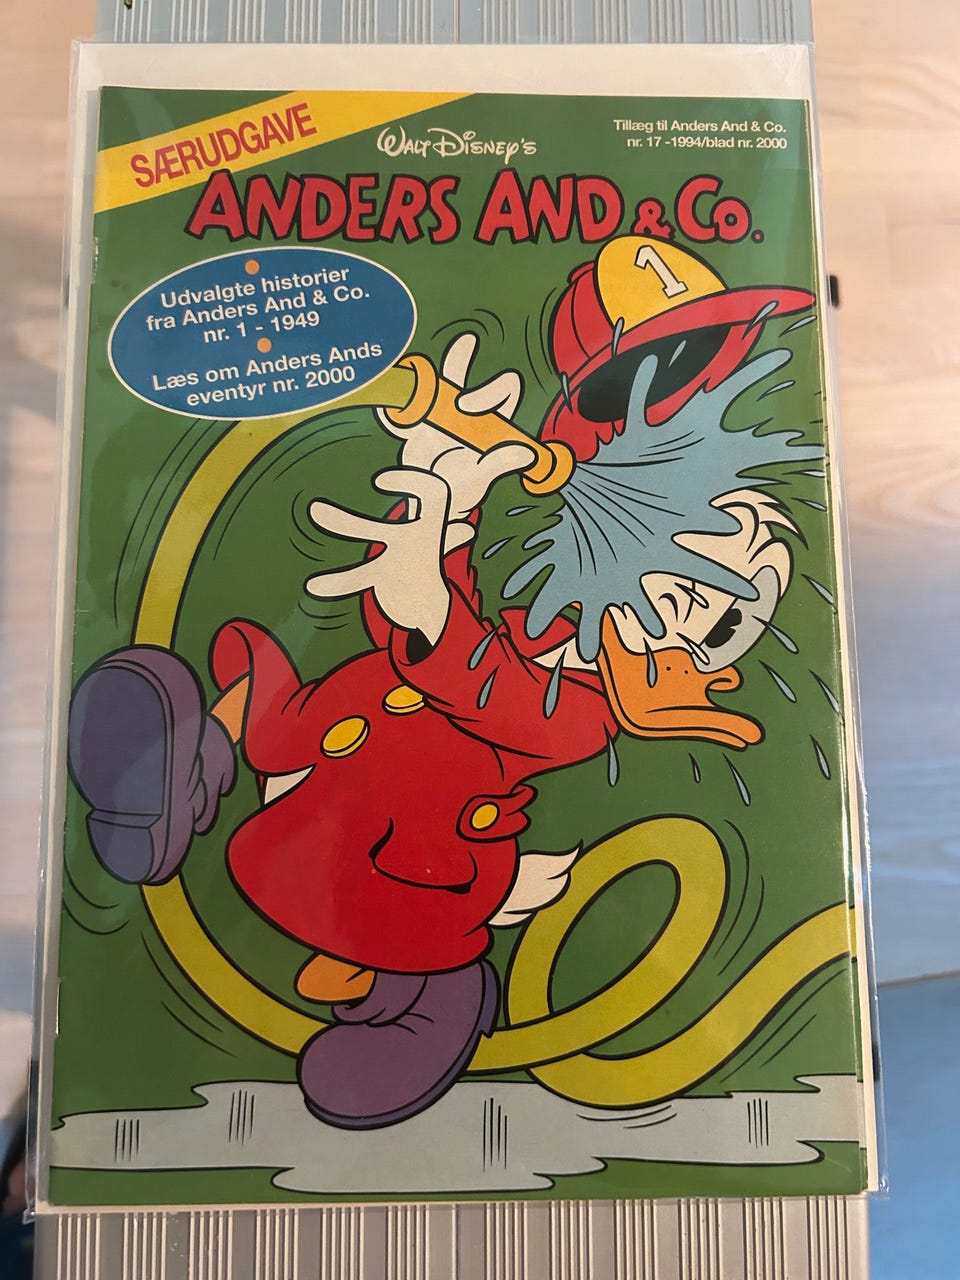 SÆRUDGAVE
WALT DISNEY'S
Tillæg til Anders And & Co.
nr. 17 -1994/blad nr. 2000
ANDERS AND & Co.
Udvalgte historier
fra Anders And & Co.
nr. 1 - 1949
Læs om Anders Ands
eventyr nr. 2000
1